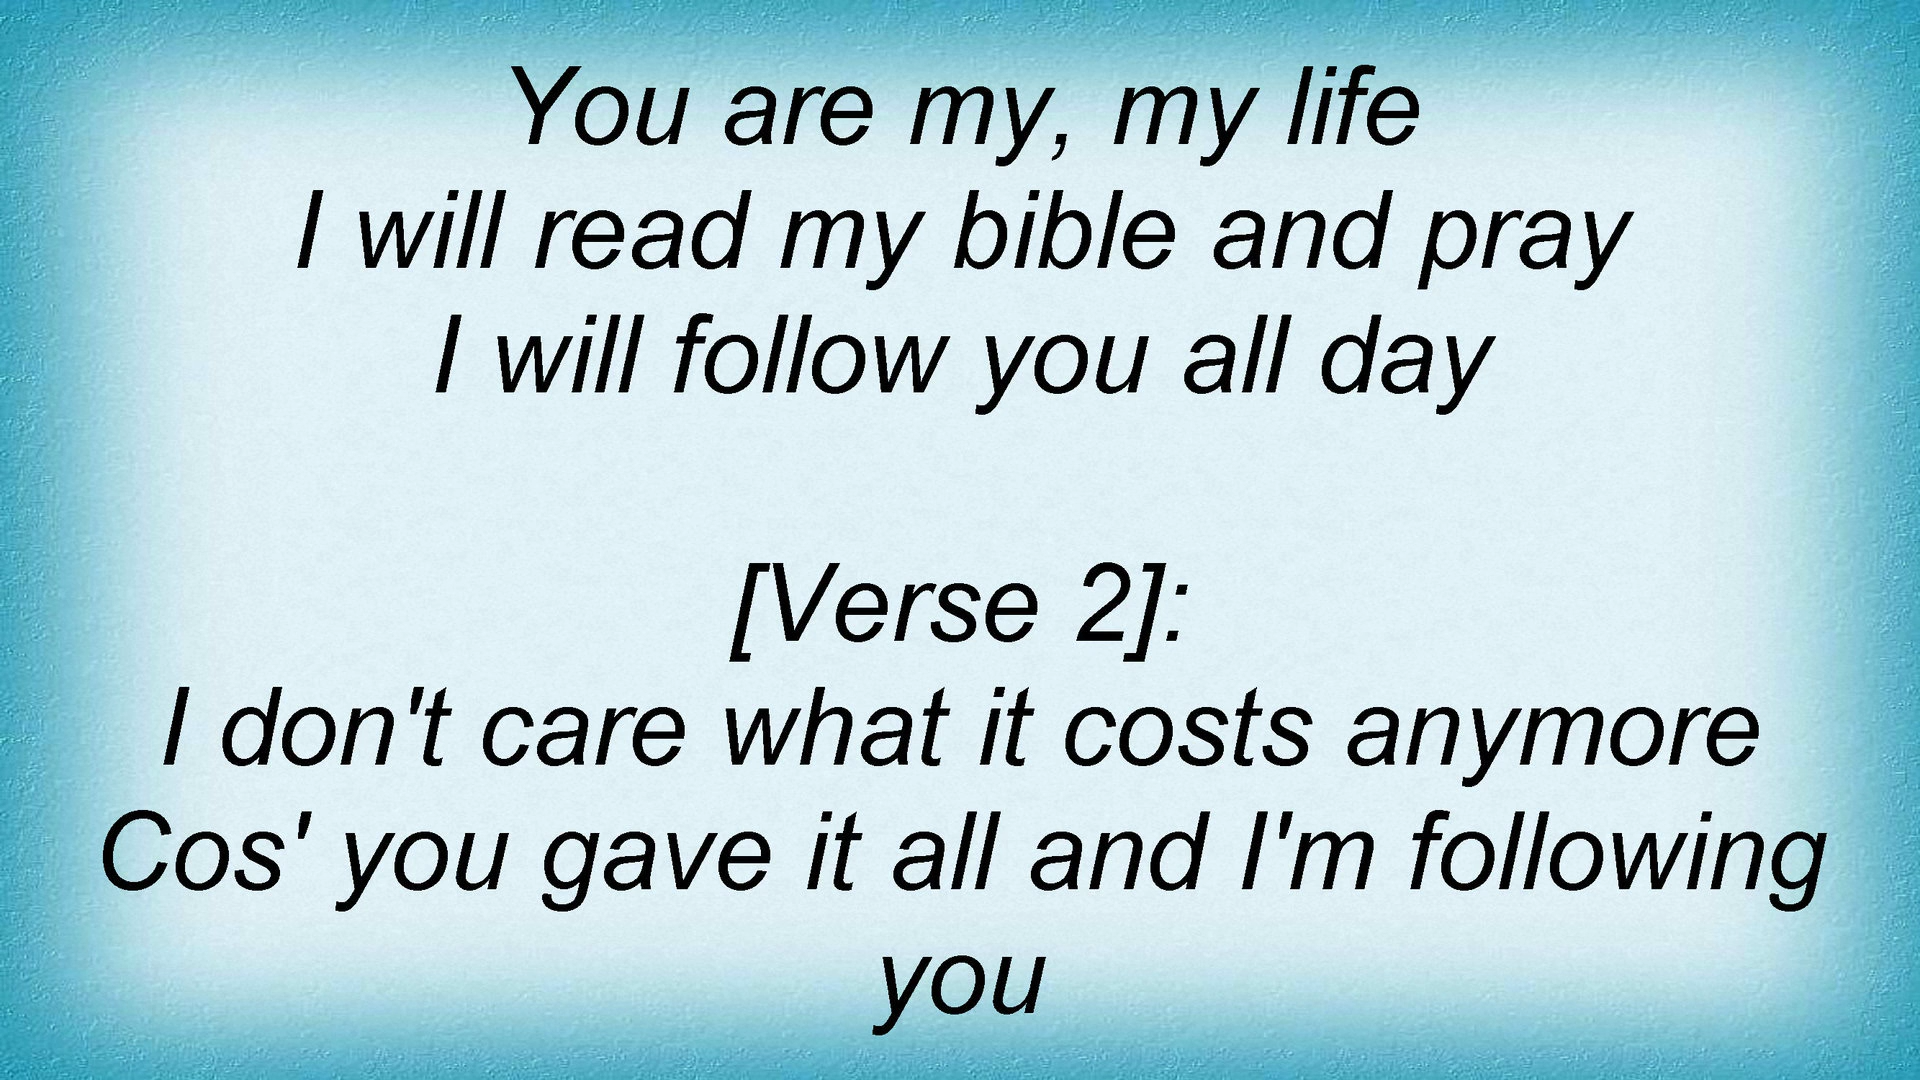 You are my, my life
I will read my bible and pray
I will follow you all day
[Verse 2]:
I don't care what it costs anymore
Cos' you gave it all and I'm following
you